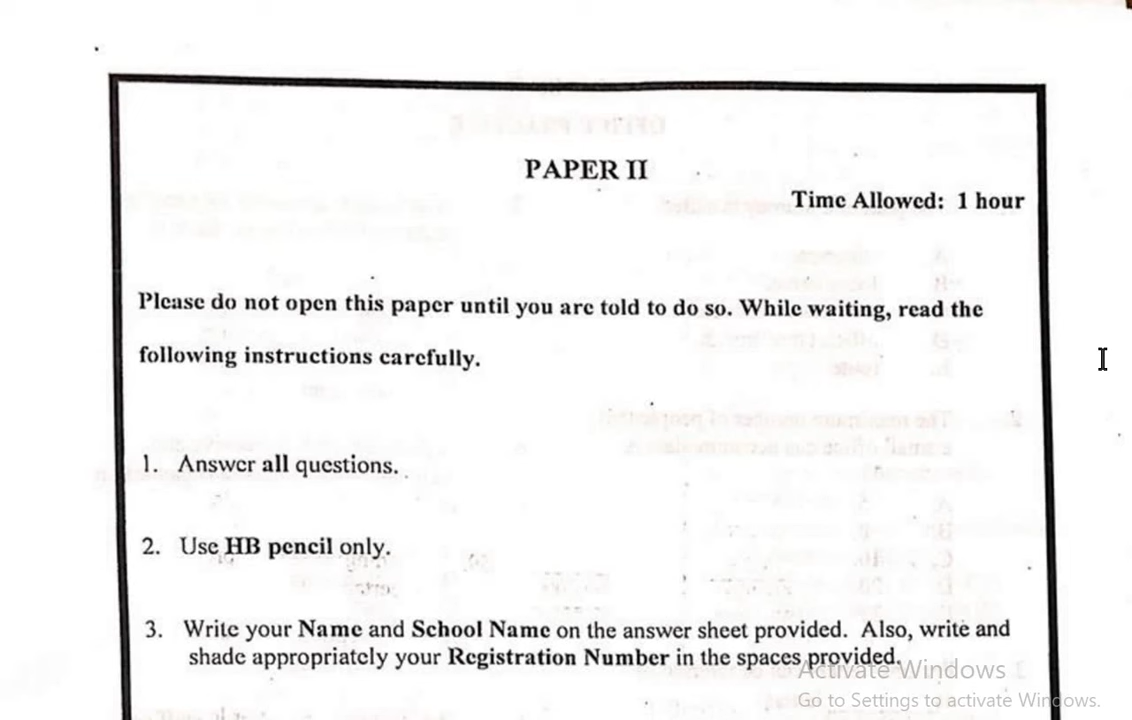 PAPER II
Time Allowed: 1 hour
Please do not open this paper until you are told to do so. While waiting, read the
following instructions carefully.
1. Answer all questions.
2. Use HB pencil only.
3. Write your Name and School Name on the answer sheet provided. Also, write and
shade appropriately your Registration Number in the spaces provided.
Activate Windows
Go to Settings to activate Windows.